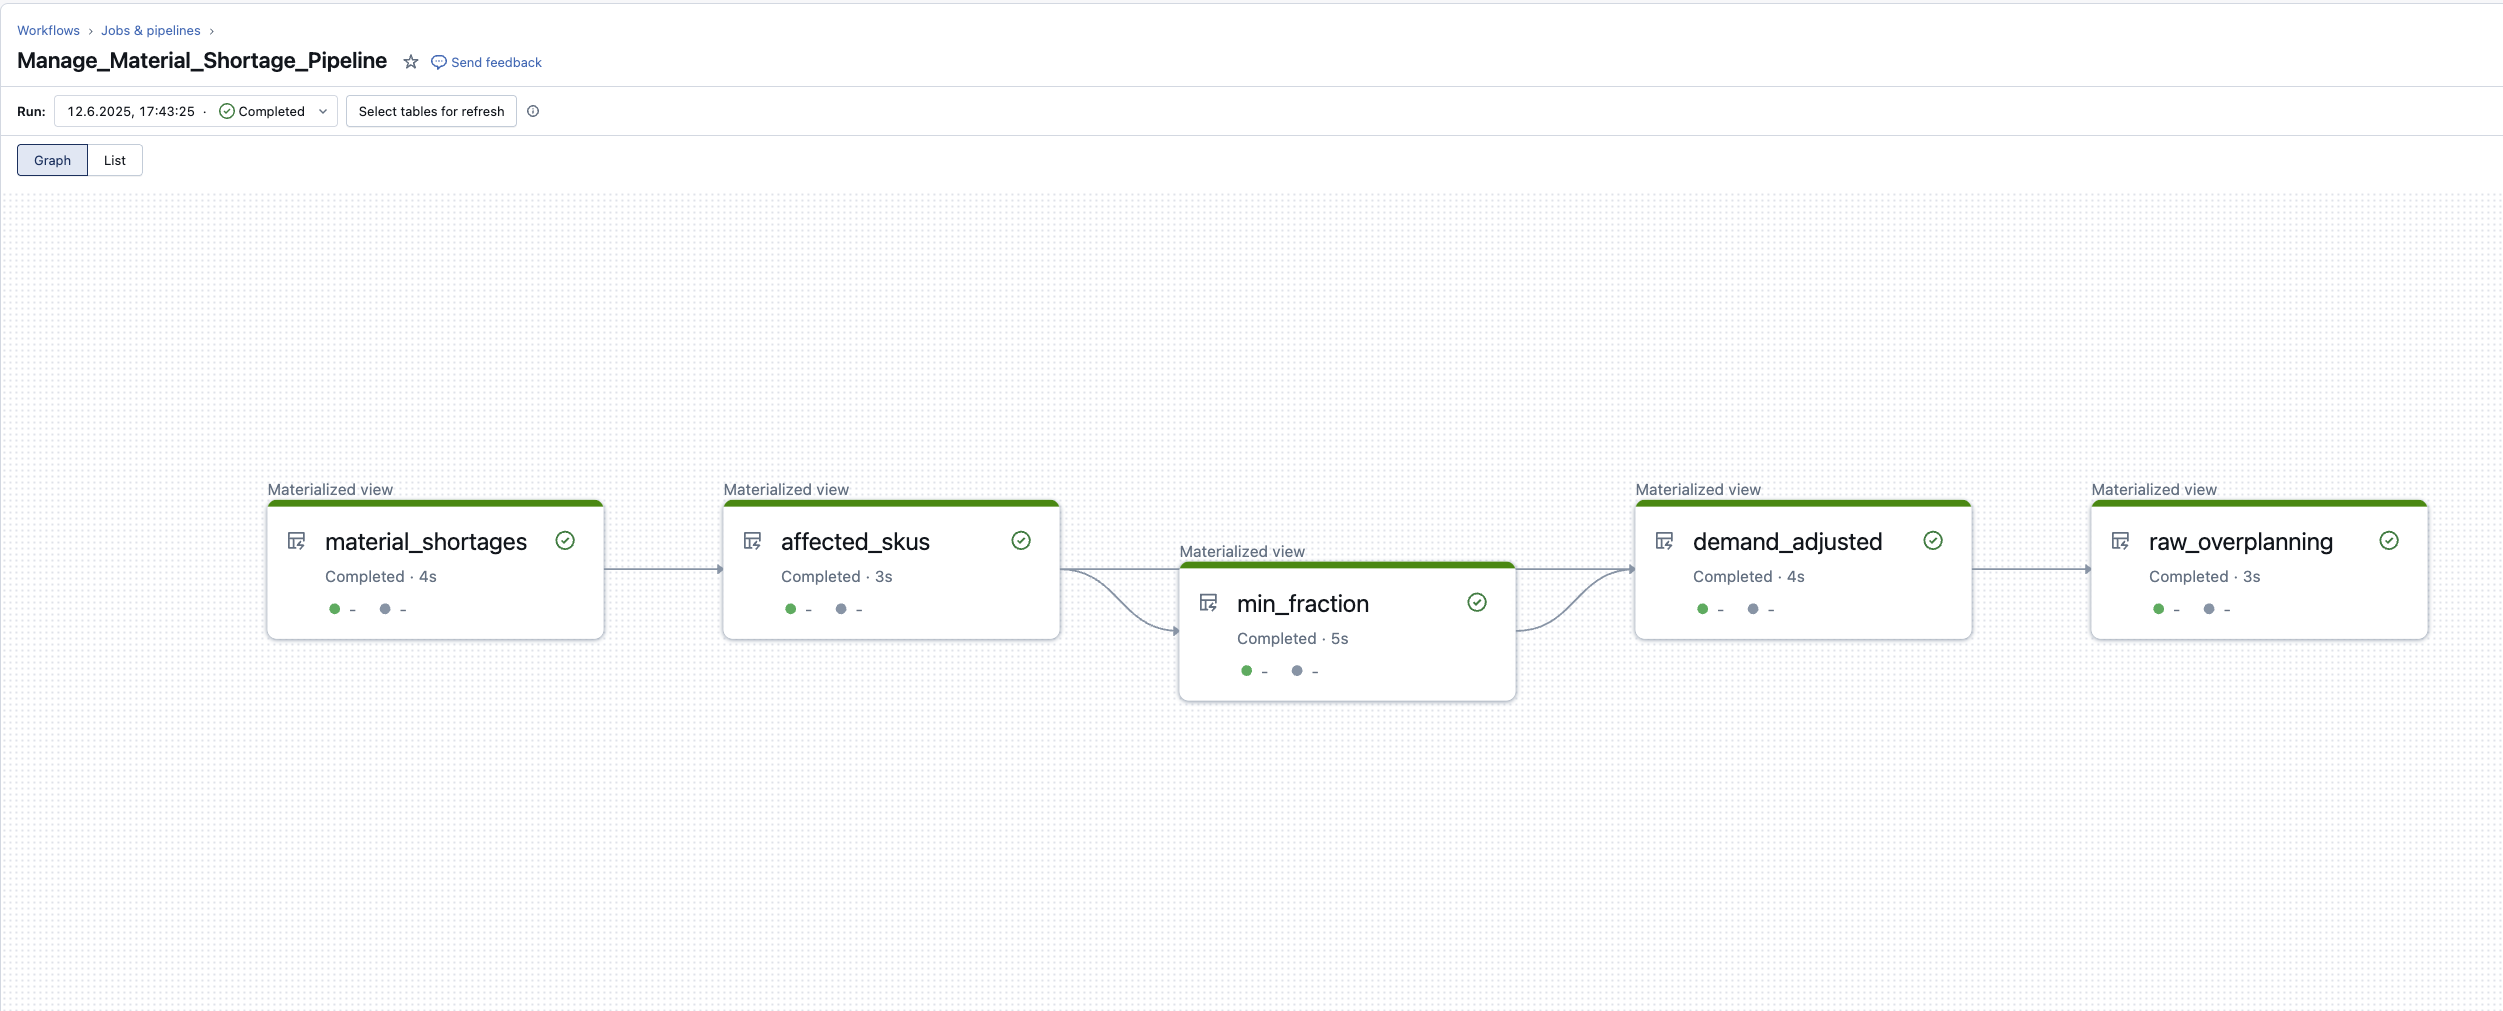 Workflows › Jobs & pipelines ›
Manage_Material_Shortage_Pipeline Send feedback
Run: 12.6.2025, 17:43:25 · Completed Select tables for refresh
Graph List
Materialized view
material_shortages
Completed · 4s
- -
Materialized view
affected_skus
Completed · 3s
- -
Materialized view
min_fraction
Completed · 5s
- -
Materialized view
demand_adjusted
Completed · 4s
- -
Materialized view
raw_overplanning
Completed · 3s
- -